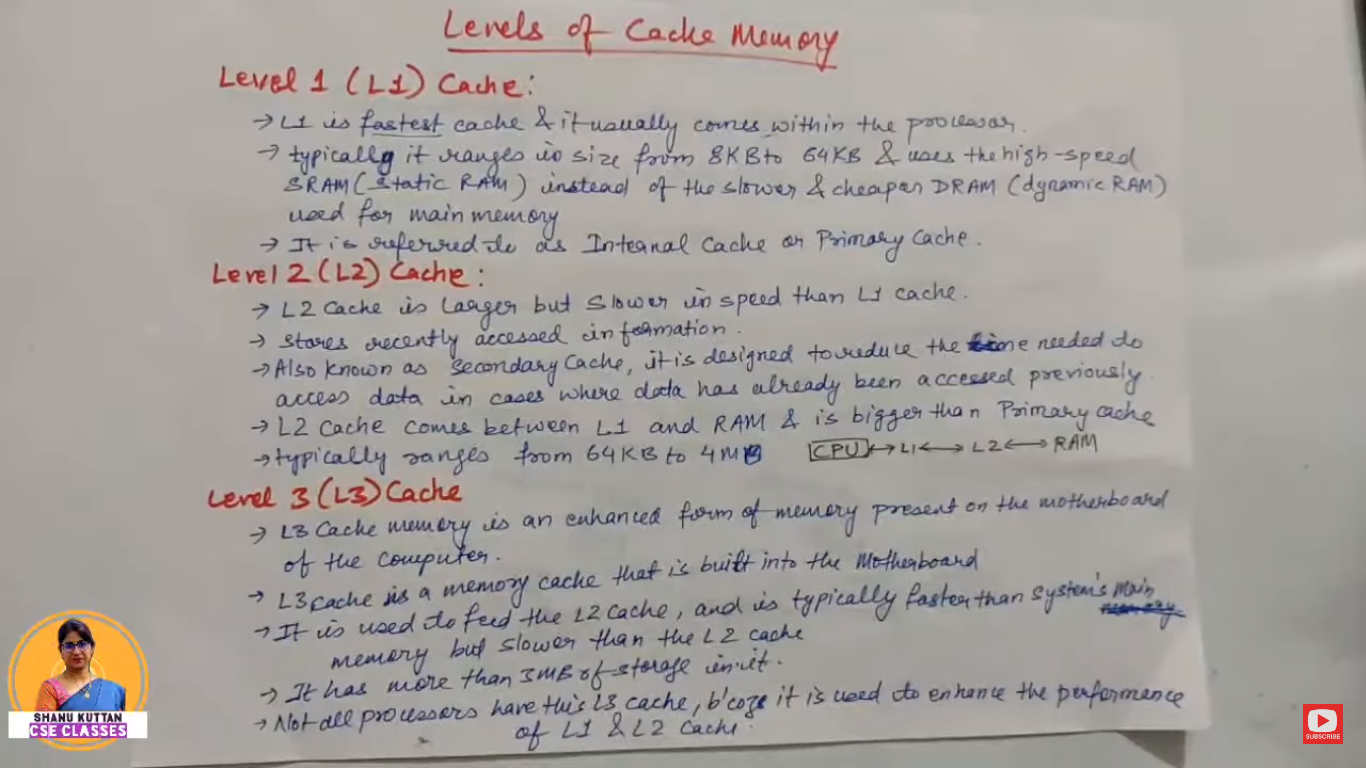 Levels of Cache Memory
Level 1 (L1) Cache:
→ L1 is fastest cache & it usually comes within the processor.
→ typically it ranges in size from 8KB to 64KB & uses the high-speed
SRAM (Static RAM) instead of the slower & cheaper DRAM (dynamic RAM)
used for main memory
→ It is referred to as Internal Cache or Primary Cache.
Level 2 (L2) Cache:
→ L2 Cache is larger but slower in speed than L1 cache.
→ stores recently accessed information.
→ Also known as secondary Cache, it is designed to reduce the time needed to
access data in cases where data has already been accessed previously.
→ L2 Cache comes between L1 and RAM & is bigger than Primary cache
→ typically ranges from 64KB to 4MB CPU ↔ L1 ↔ L2 ↔ RAM
Level 3 (L3) Cache
→ L3 Cache memory is an enhanced form of memory present on the motherboard
of the computer.
→ L3 cache is a memory cache that is built into the Motherboard
→ It is used to feed the L2 cache, and is typically faster than system's main
memory but slower than the L2 cache
→ It has more than 3MB of storage in it.
→ Not all processors have this L3 cache, b'coze it is used to enhance the performence
of L1 & L2 Cache.
SHANU KUTTAN
CSE CLASSES
SUBSCRIBE